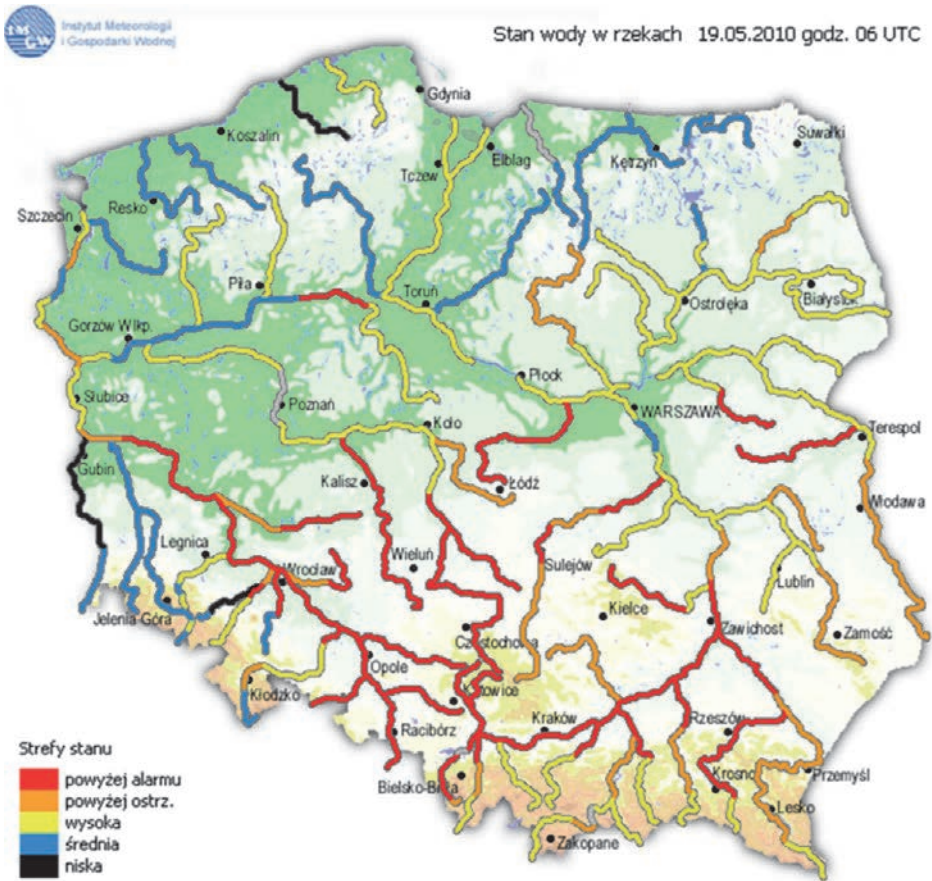 IMGW
Instytut Meteorologii
i Gospodarki Wodnej
Stan wody w rzekach 19.05.2010 godz. 06 UTC
Gdynia
Koszalin
Suwałki
Elbląg
Kętrzyn
Tczew
Resko
Szczecin
Piła
Toruń
Ostrołęka
Białystok
Gorzów Wlkp.
Płock
Słubice
Poznań
WARSZAWA
Koło
Terespol
Gubin
Kalisz
Łódź
Włodawa
Legnica
Wrocław
Wieluń
Sulejów
Lublin
Jelenia Góra
Kielce
Zawichost
Zamość
Częstochowa
Opole
Kłodzko
Katowice
Racibórz
Kraków
Rzeszów
Strefy stanu
powyżej alarmu
powyżej ostrz.
wysoka
średnia
niska
Bielsko-Biała
Krosno
Przemyśl
Lesko
Zakopane